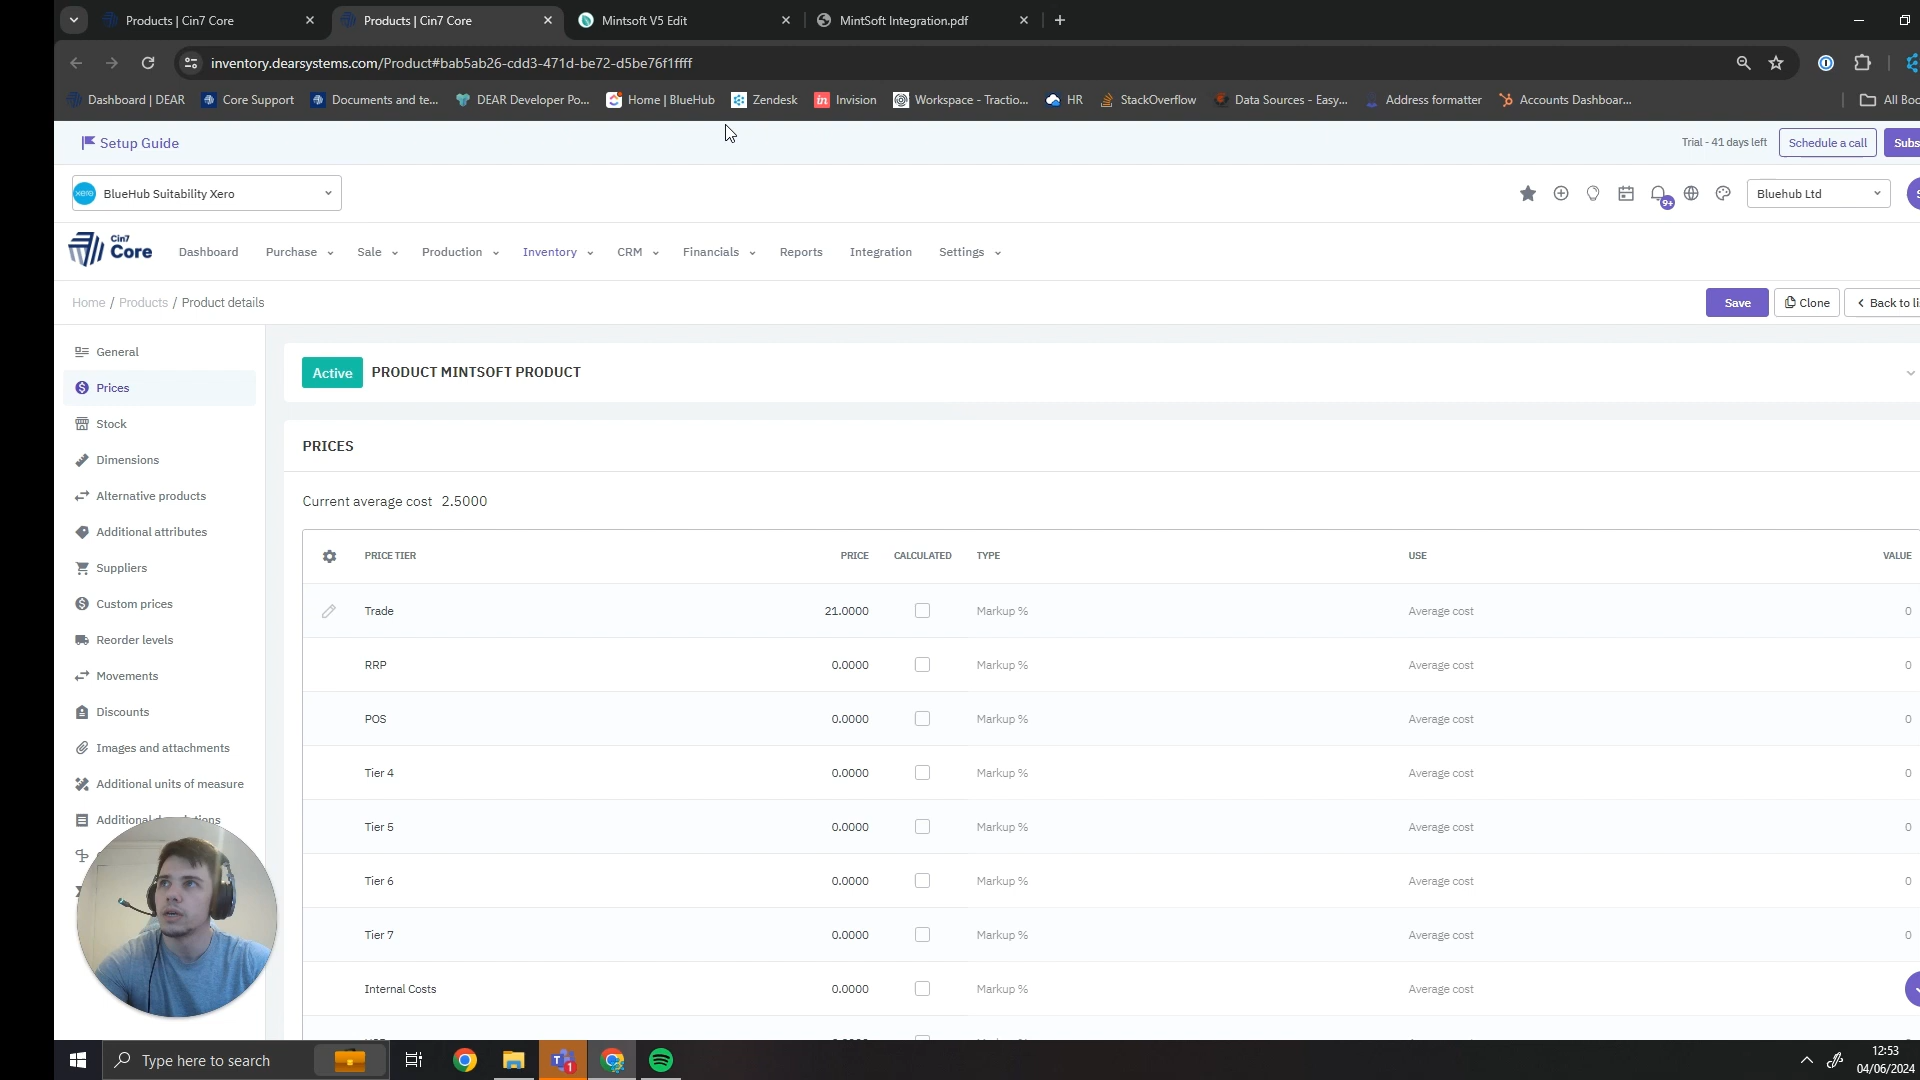 Products | Cin7 Core
Products | Cin7 Core
Mintsoft V5 Edit
MintSoft Integration.pdf
inventory.dearsystems.com/Product#bab5ab26-cdd3-471d-be72-d5be76f1ffff
Dashboard | DEAR
Core Support
Documents and te...
DEAR Developer Po...
Home | BlueHub
Zendesk
in Invision
Workspace - Tractio...
HR
StackOverflow
Data Sources - Easy...
Address formatter
Accounts Dashboar...
All Boo
Setup Guide
Trial - 41 days left
Schedule a call
Subs
xero BlueHub Suitability Xero
9+
Bluehub Ltd
Cin7
Core
Dashboard
Purchase
Sale
Production
Inventory
CRM
Financials
Reports
Integration
Settings
Home / Products / Product details
Save
Clone
Back to li
General
Prices
Stock
Dimensions
Alternative products
Additional attributes
Suppliers
Custom prices
Reorder levels
Movements
Discounts
Images and attachments
Additional units of measure
Additional
Active PRODUCT MINTSOFT PRODUCT
PRICES
Current average cost 2.5000
PRICE TIER PRICE CALCULATED TYPE USE VALUE
Trade 21.0000 Markup % Average cost 0
RRP 0.0000 Markup % Average cost 0
POS 0.0000 Markup % Average cost 0
Tier 4 0.0000 Markup % Average cost 0
Tier 5 0.0000 Markup % Average cost 0
Tier 6 0.0000 Markup % Average cost 0
Tier 7 0.0000 Markup % Average cost 0
Internal Costs 0.0000 Markup % Average cost
Type here to search
1
12:53
04/06/2024